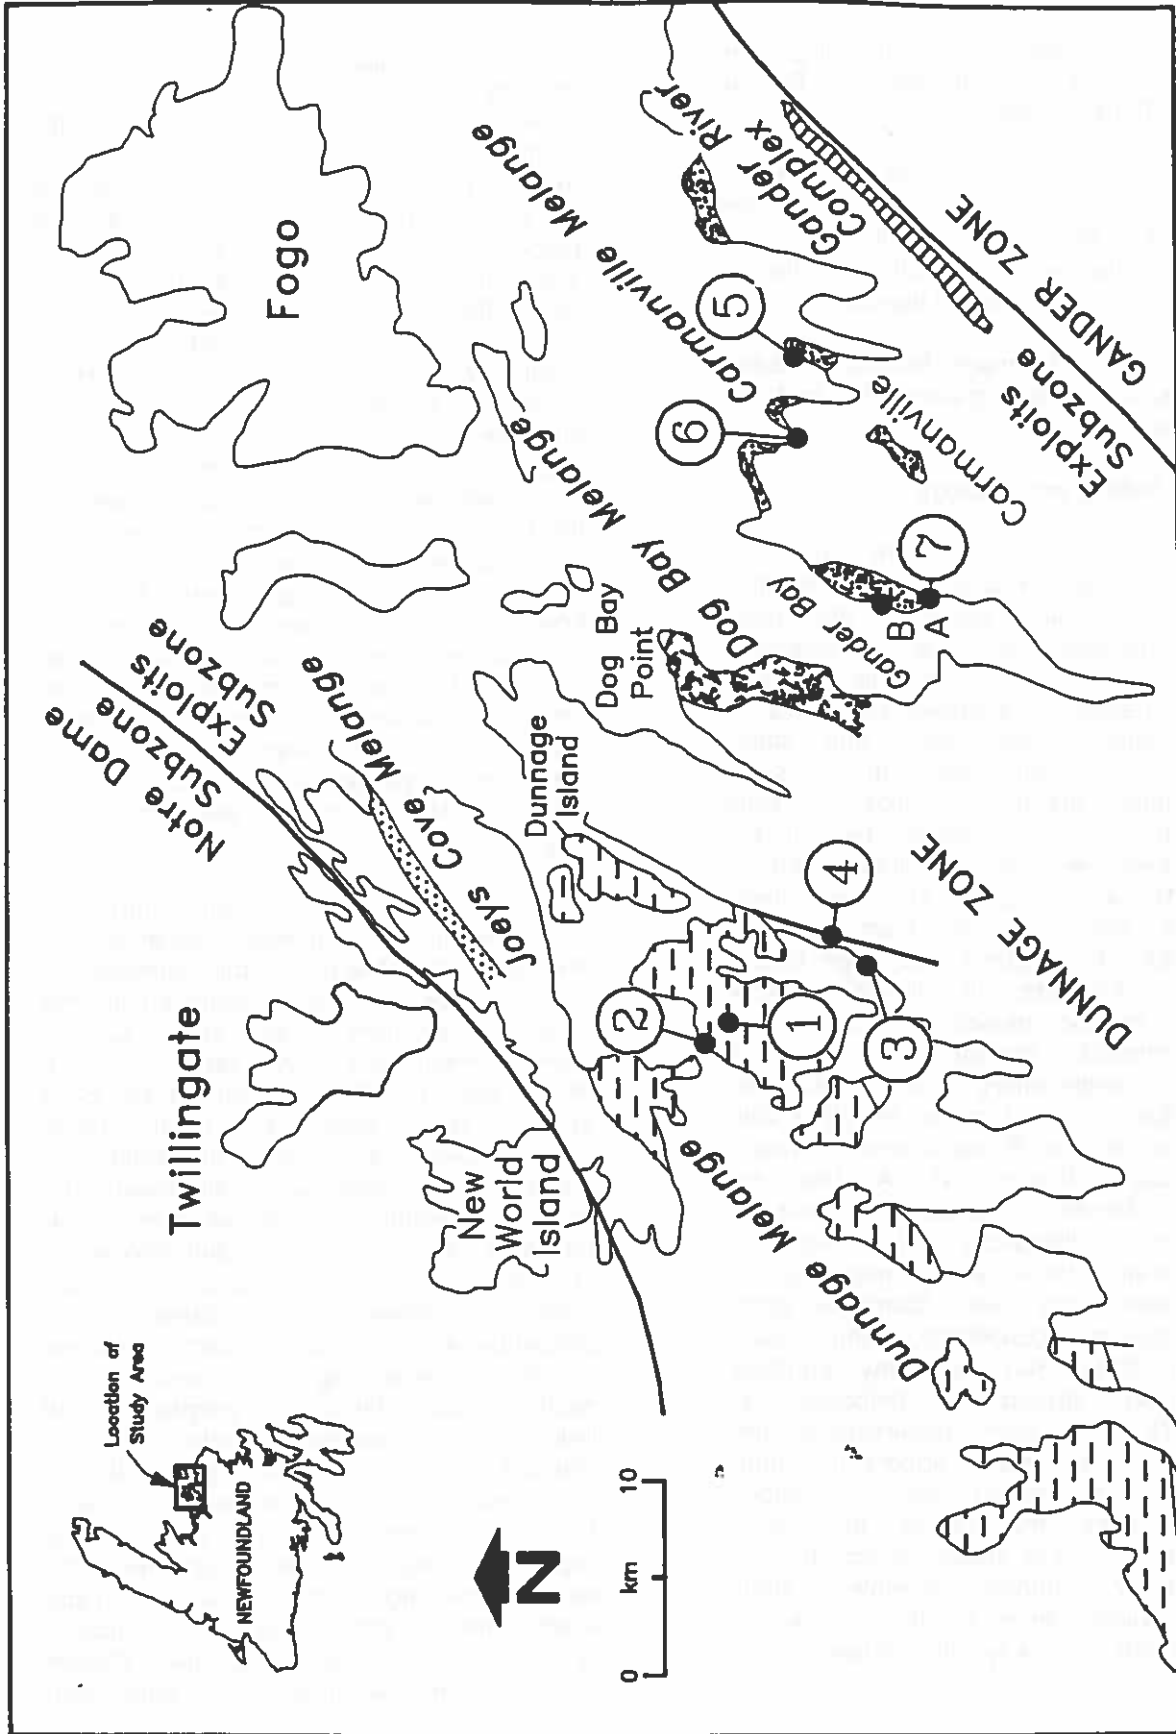 Location of
Study Area
NEWFOUNDLAND
N
0 km 10
Twillingate
Fogo
New
World
Island
Notre Dame
Subzone
Exploits
Subzone
Joeys Cove Melange
Dunnage
Island
Dog Bay
Point
Dog Bay Melange
Carmanville Melange
Gander River
Complex
Dunnage Melange
Gander Bay
Carmanville
1
2
3
4
5
6
7
A
B
DUNNAGE ZONE
Exploits
Subzone
GANDER ZONE